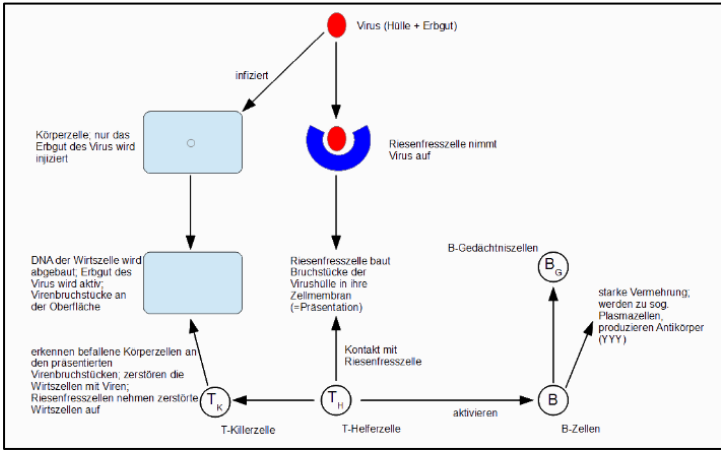 Virus (Hülle + Erbgut)
infiziert
Körperzelle; nur das
Erbgut des Virus wird
injiziert
Riesenfresszelle nimmt
Virus auf
DNA der Wirtszelle wird
abgebaut; Erbgut des
Virus wird aktiv;
Virenbruchstücke an
der Oberfläche
Riesenfresszelle baut
Bruchstücke der
Virushülle in ihre
Zellmembran
(=Präsentation)
B-Gedächtniszellen
BG
starke Vermehrung;
werden zu sog.
Plasmazellen,
produzieren Antikörper
(YYY)
erkennen befallene Körperzellen an
den präsentierten
Virenbruchstücken; zerstören die
Wirtszellen mit Viren;
Riesenfresszellen nehmen zerstörte
Wirtszellen auf
Kontakt mit
Riesenfresszelle
TK
TH
B
aktivieren
T-Killerzelle
T-Helferzelle
B-Zellen